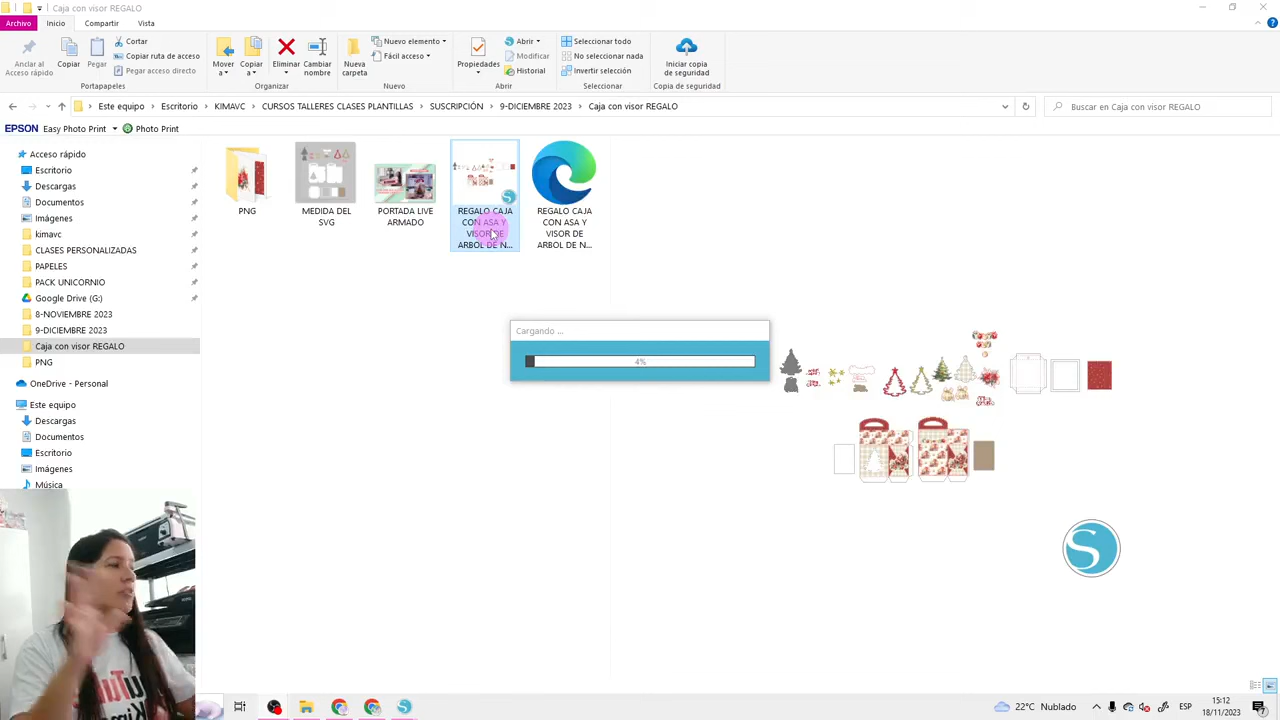 Caja con visor REGALO
Archivo Inicio Compartir Vista
Anclar al Acceso rápido
Copiar
Pegar
Cortar
Copiar ruta de acceso
Pegar acceso directo
Portapapeles
Mover a
Copiar a
Eliminar
Cambiar nombre
Organizar
Nueva carpeta
Nuevo elemento
Fácil acceso
Nuevo
Propiedades
Abrir
Modificar
Historial
Abrir
Seleccionar todo
No seleccionar nada
Invertir selección
Seleccionar
Iniciar copia de seguridad
Copia de seguridad
Este equipo > Escritorio > KIMAVC > CURSOS TALLERES CLASES PLANTILLAS > SUSCRIPCIÓN > 9-DICIEMBRE 2023 > Caja con visor REGALO
Buscar en Caja con visor REGALO
EPSON Easy Photo Print Photo Print
Acceso rápido
Escritorio
Descargas
Documentos
Imágenes
kimavc
CLASES PERSONALIZADAS
PAPELES
PACK UNICORNIO
Google Drive (G:)
8-NOVIEMBRE 2023
9-DICIEMBRE 2023
Caja con visor REGALO
PNG
OneDrive - Personal
Este equipo
Descargas
Documentos
Escritorio
Imágenes
Música
PNG
MEDIDA DEL
SVG
PORTADA LIVE
ARMADO
REGALO CAJA
CON ASA Y
VISOR DE
ARBOL DE N...
REGALO CAJA
CON ASA Y
VISOR DE
ARBOL DE N...
Cargando ...
4%
22°C Nublado
ESP
15:12
18/11/2023